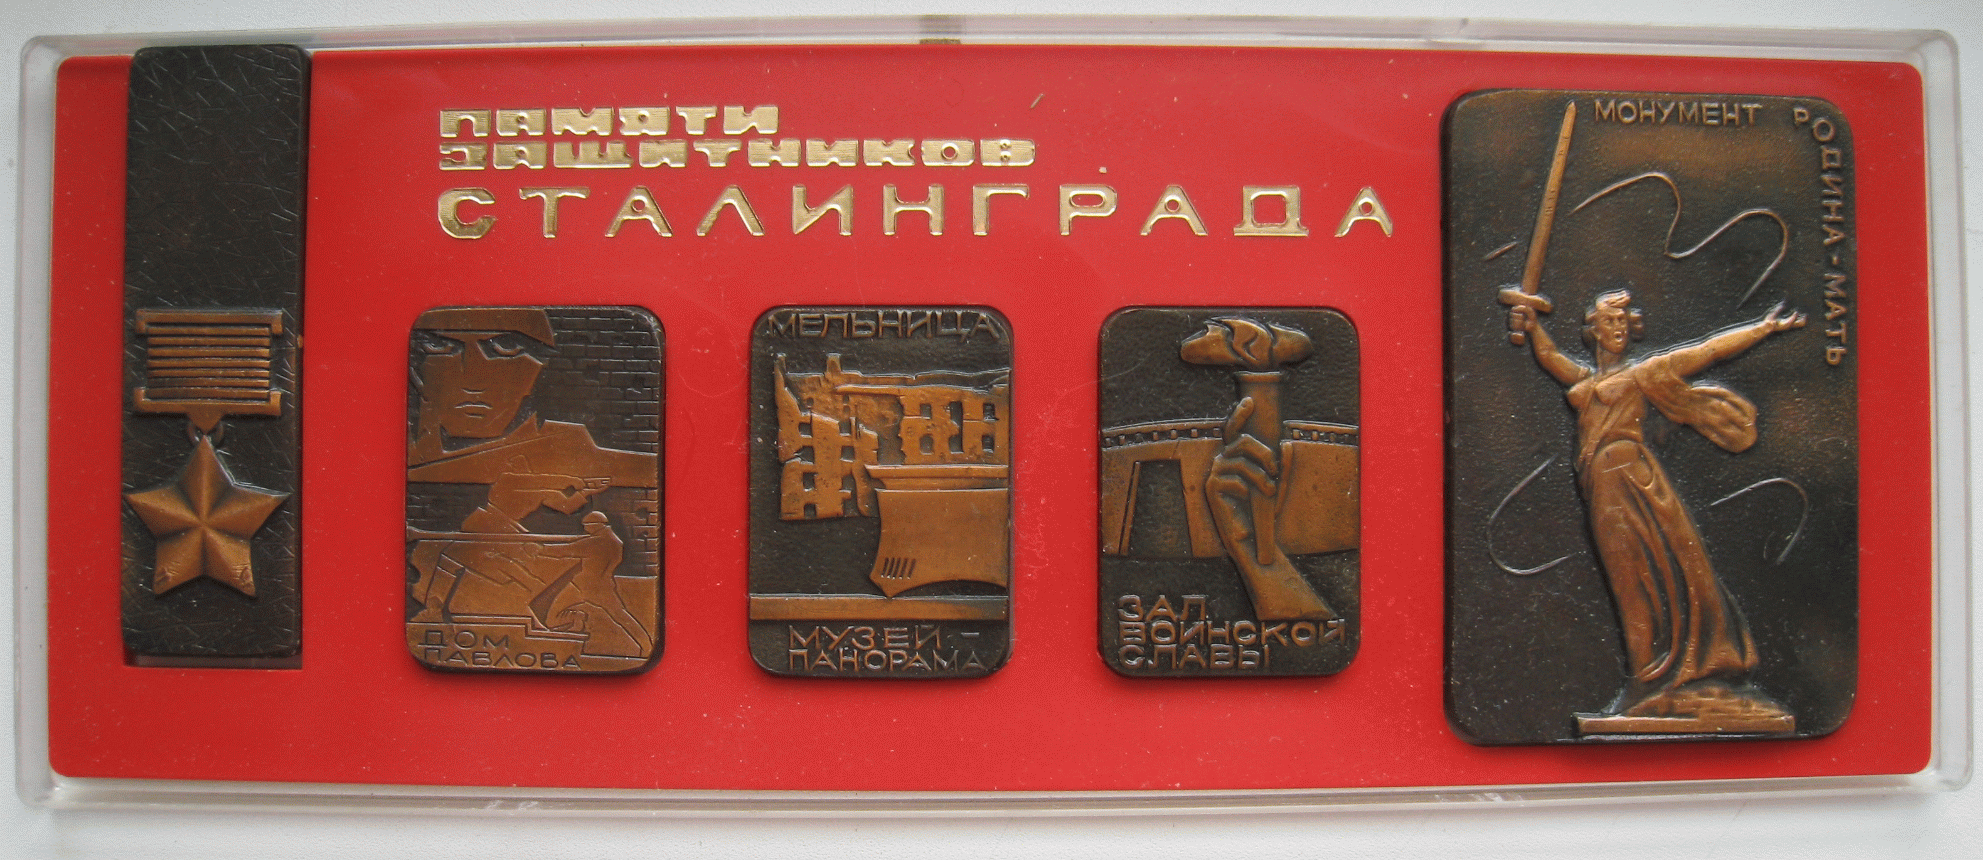 ПАМЯТИ
ЗАЩИТНИКОВ
СТАЛИНГРАДА
ДОМ
ПАВЛОВА
МЕЛЬНИЦА
МУЗЕЙ-
ПАНОРАМА
ЗАЛ
ВОИНСКОЙ
СЛАВЫ
МОНУМЕНТ РОДИНА-МАТЬ